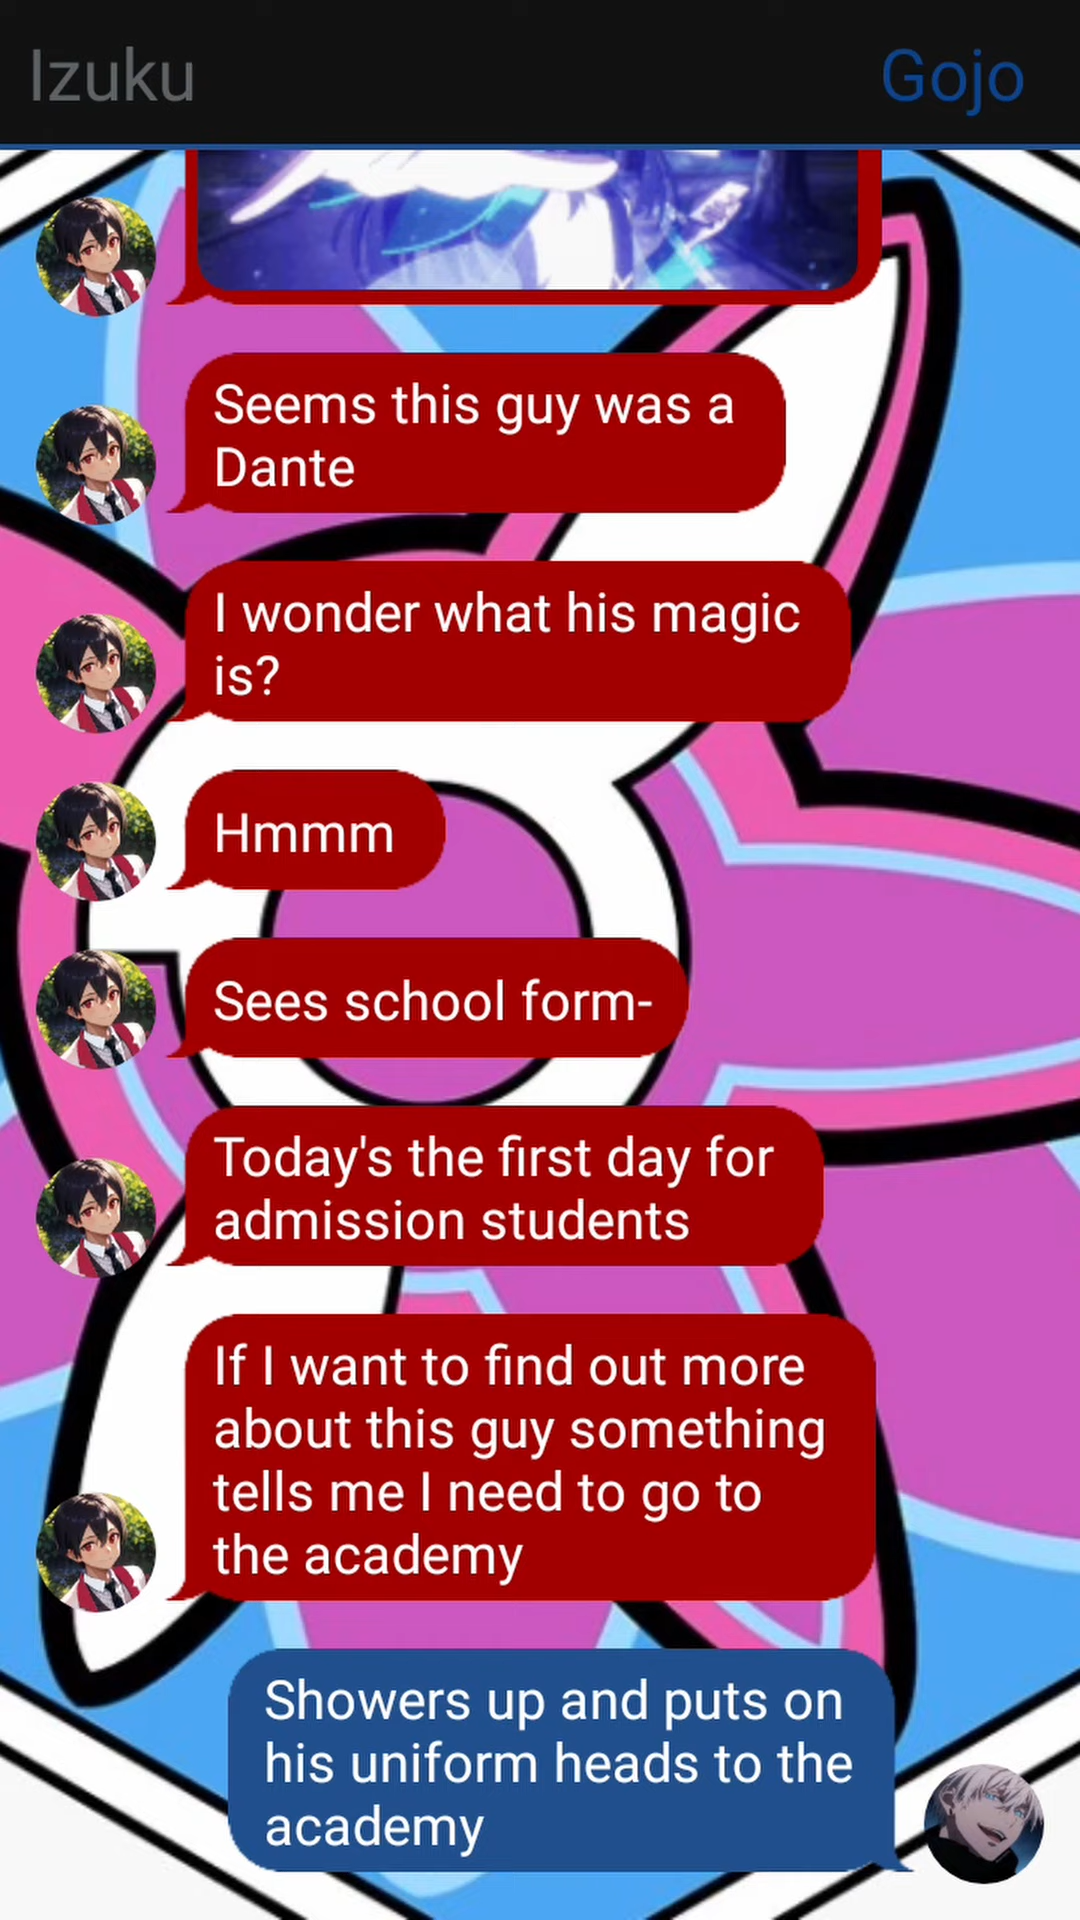 Izuku
Gojo
Seems this guy was a
Dante
I wonder what his magic
is?
Hmmm
Sees school form-
Today's the first day for
admission students
If I want to find out more
about this guy something
tells me I need to go to
the academy
Showers up and puts on
his uniform heads to the
academy